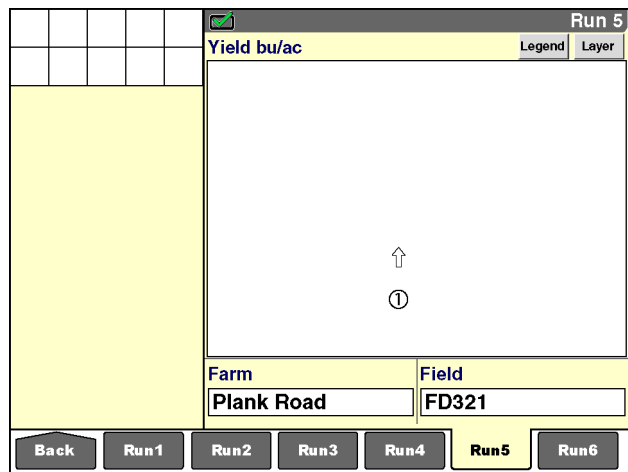 Run 5
Yield bu/ac Legend Layer
①
Farm Field
Plank Road FD321
Back Run1 Run2 Run3 Run4 Run5 Run6